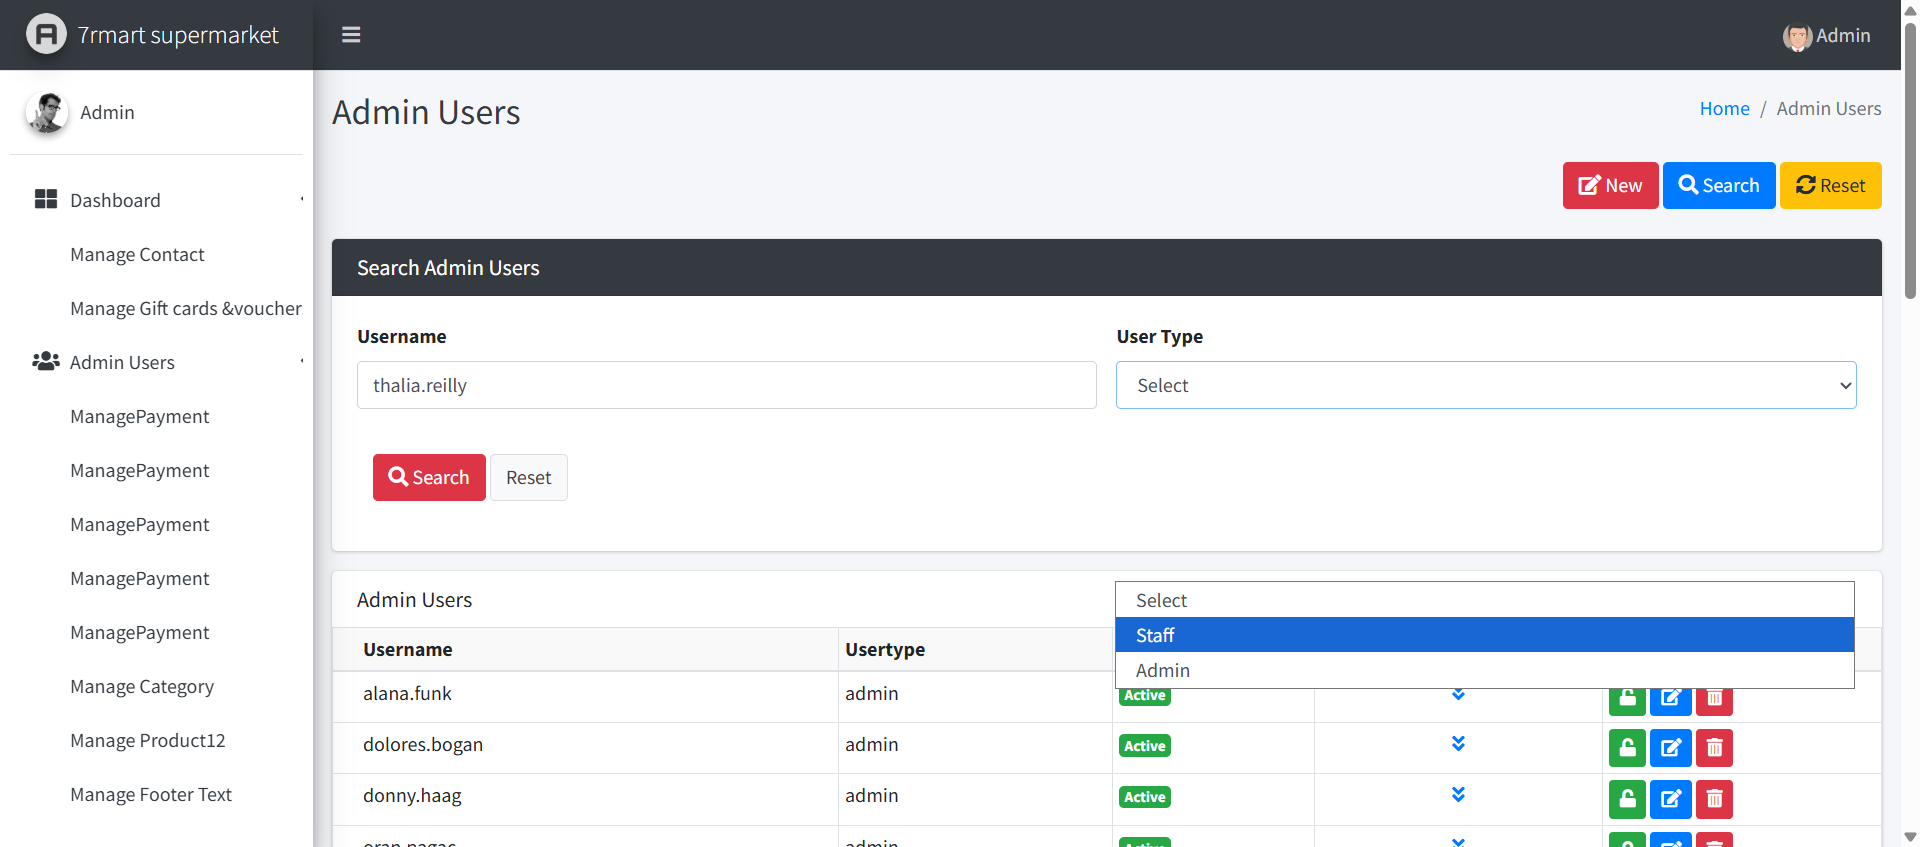 7rmart supermarket
Admin
Admin
Dashboard
Manage Contact
Manage Gift cards &voucher
Admin Users
ManagePayment
ManagePayment
ManagePayment
ManagePayment
ManagePayment
Manage Category
Manage Product12
Manage Footer Text
Admin Users
Home / Admin Users
New Search Reset
Search Admin Users
Username User Type
thalia.reilly Select
Search Reset
Admin Users
Select
Staff
Admin
Username Usertype
alana.funk admin Active
dolores.bogan admin Active
donny.haag admin Active
admin Active